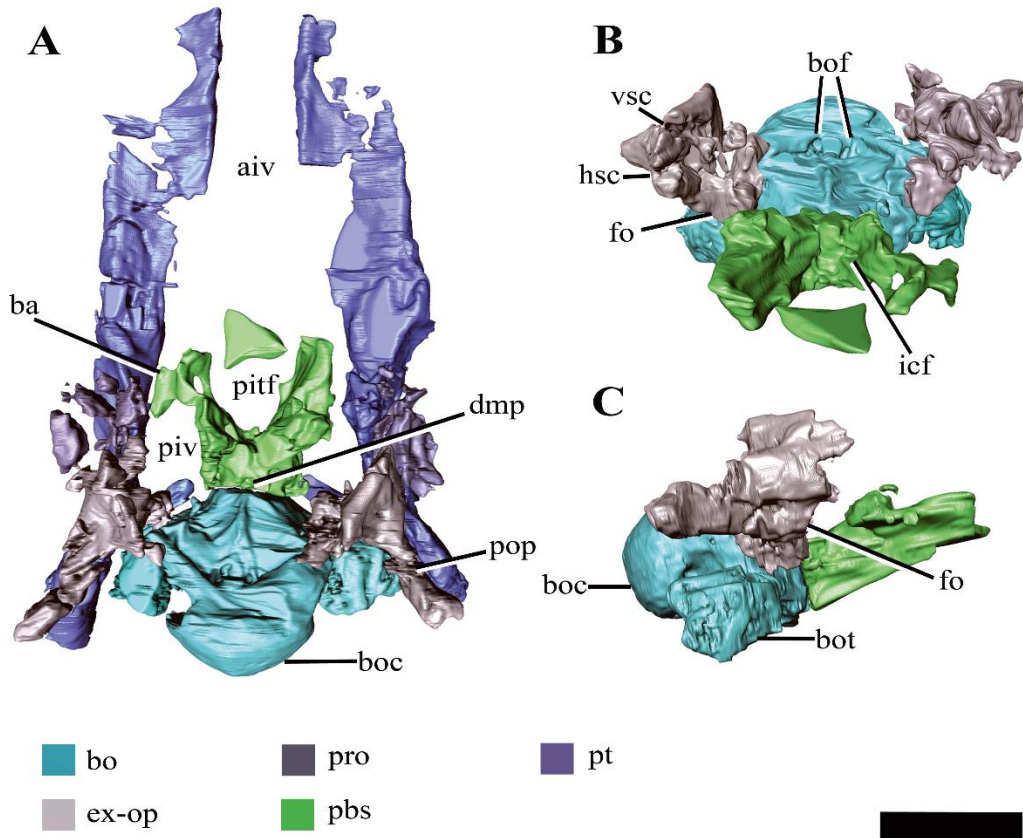 A
aiv
ba
pitf
dmp
piv
pop
boc
B
bof
vsc
hsc
fo
icf
C
boc
fo
bot
bo
pro
pt
ex-op
pbs